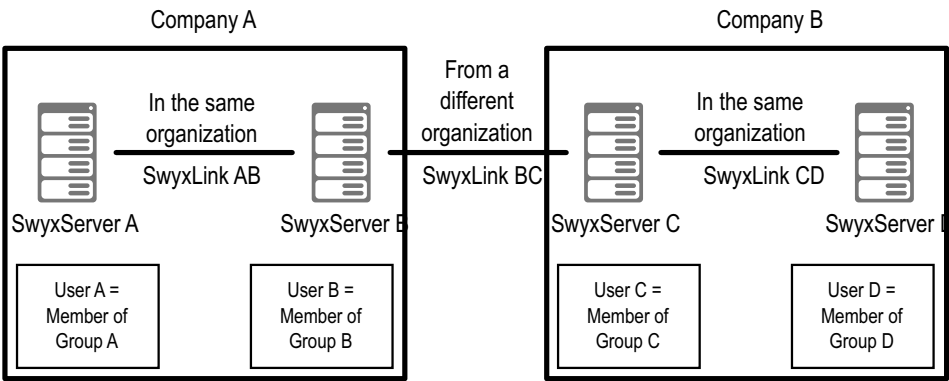 Company A
Company B
From a
different
organization
SwyxLink BC
In the same
organization
SwyxLink AB
In the same
organization
SwyxLink CD
SwyxServer A
SwyxServer B
SwyxServer C
SwyxServer D
User A =
Member of
Group A
User B =
Member of
Group B
User C =
Member of
Group C
User D =
Member of
Group D